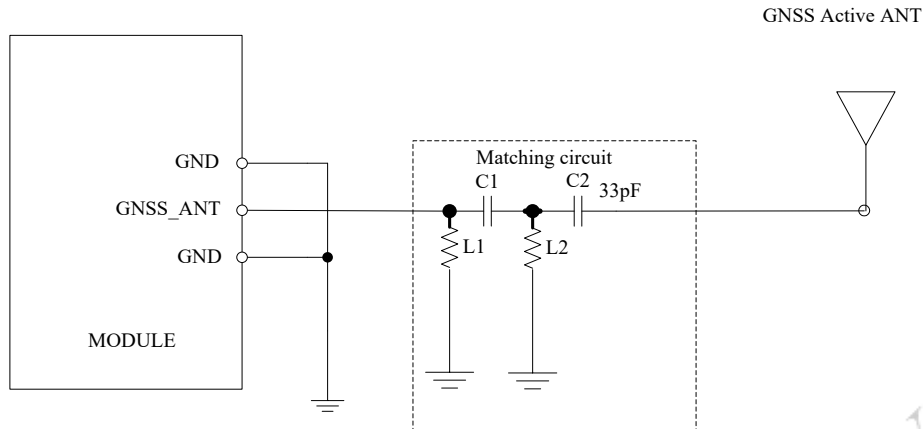 GNSS Active ANT
Matching circuit
C1
C2
33pF
GND
GNSS_ANT
GND
L1
L2
MODULE